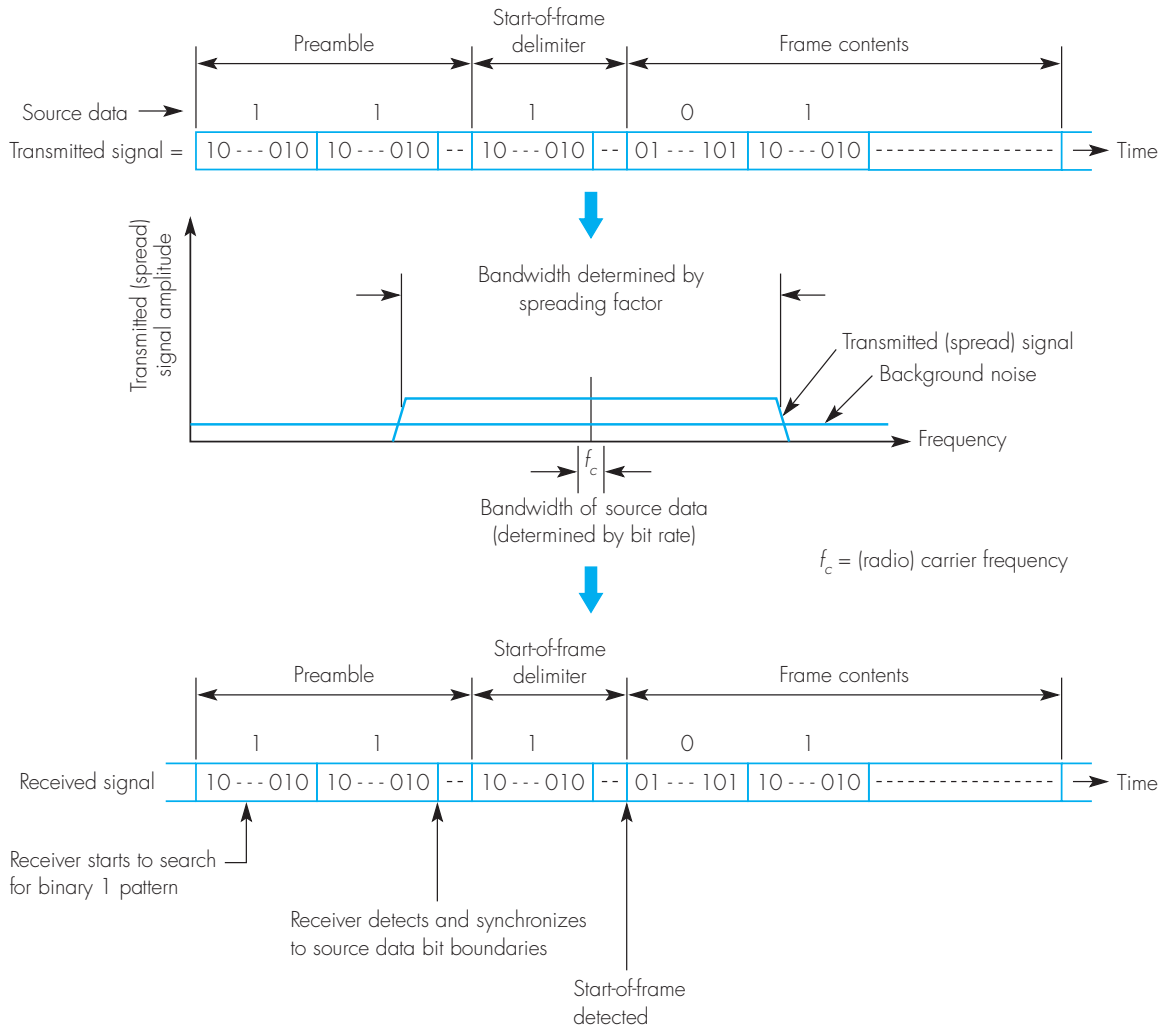 Start-of-frame
delimiter
Preamble
Frame contents
Source data
1 1 1 0 1
Transmitted signal =
10 - - - 010 10 - - - 010 - - 10 - - - 010 - - 01 - - - 101 10 - - - 010 - - - - - - - - - - - - - - - - - - -
Time
Transmitted (spread)
signal amplitude
Bandwidth determined by
spreading factor
Transmitted (spread) signal
Background noise
Frequency
fc
Bandwidth of source data
(determined by bit rate)
fc = (radio) carrier frequency
Start-of-frame
delimiter
Preamble
Frame contents
1 1 1 0 1
Received signal
10 - - - 010 10 - - - 010 - - 10 - - - 010 - - 01 - - - 101 10 - - - 010 - - - - - - - - - - - - - - - - - - -
Time
Receiver starts to search
for binary 1 pattern
Receiver detects and synchronizes
to source data bit boundaries
Start-of-frame
detected